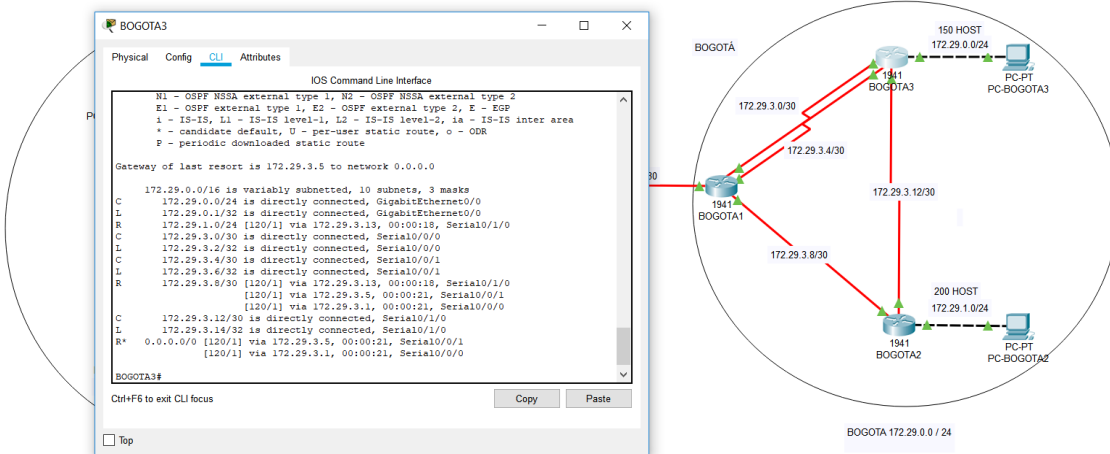 BOGOTA3
Physical Config CLI Attributes
IOS Command Line Interface
N1 - OSPF NSSA external type 1, N2 - OSPF NSSA external type 2
E1 - OSPF external type 1, E2 - OSPF external type 2, E - EGP
i - IS-IS, L1 - IS-IS level-1, L2 - IS-IS level-2, ia - IS-IS inter area
* - candidate default, U - per-user static route, o - ODR
P - periodic downloaded static route
Gateway of last resort is 172.29.3.5 to network 0.0.0.0
172.29.0.0/16 is variably subnetted, 10 subnets, 3 masks
C 172.29.0.0/24 is directly connected, GigabitEthernet0/0
L 172.29.0.1/32 is directly connected, GigabitEthernet0/0
R 172.29.1.0/24 [120/1] via 172.29.3.13, 00:00:18, Serial0/1/0
C 172.29.3.0/30 is directly connected, Serial0/0/0
L 172.29.3.2/32 is directly connected, Serial0/0/0
C 172.29.3.4/30 is directly connected, Serial0/0/1
L 172.29.3.6/32 is directly connected, Serial0/0/1
R 172.29.3.8/30 [120/1] via 172.29.3.13, 00:00:18, Serial0/1/0
[120/1] via 172.29.3.5, 00:00:21, Serial0/0/1
[120/1] via 172.29.3.1, 00:00:21, Serial0/0/0
C 172.29.3.12/30 is directly connected, Serial0/1/0
L 172.29.3.14/32 is directly connected, Serial0/1/0
R* 0.0.0.0/0 [120/1] via 172.29.3.5, 00:00:21, Serial0/0/1
[120/1] via 172.29.3.1, 00:00:21, Serial0/0/0
BOGOTA3#
Ctrl+F6 to exit CLI focus
Copy Paste
Top
BOGOTÁ
150 HOST
172.29.0.0/24
1941
BOGOTA3
PC-PT
PC-BOGOTA3
172.29.3.0/30
172.29.3.4/30
30
1941
BOGOTA1
172.29.3.12/30
172.29.3.8/30
200 HOST
172.29.1.0/24
1941
BOGOTA2
PC-PT
PC-BOGOTA2
BOGOTA 172.29.0.0 / 24